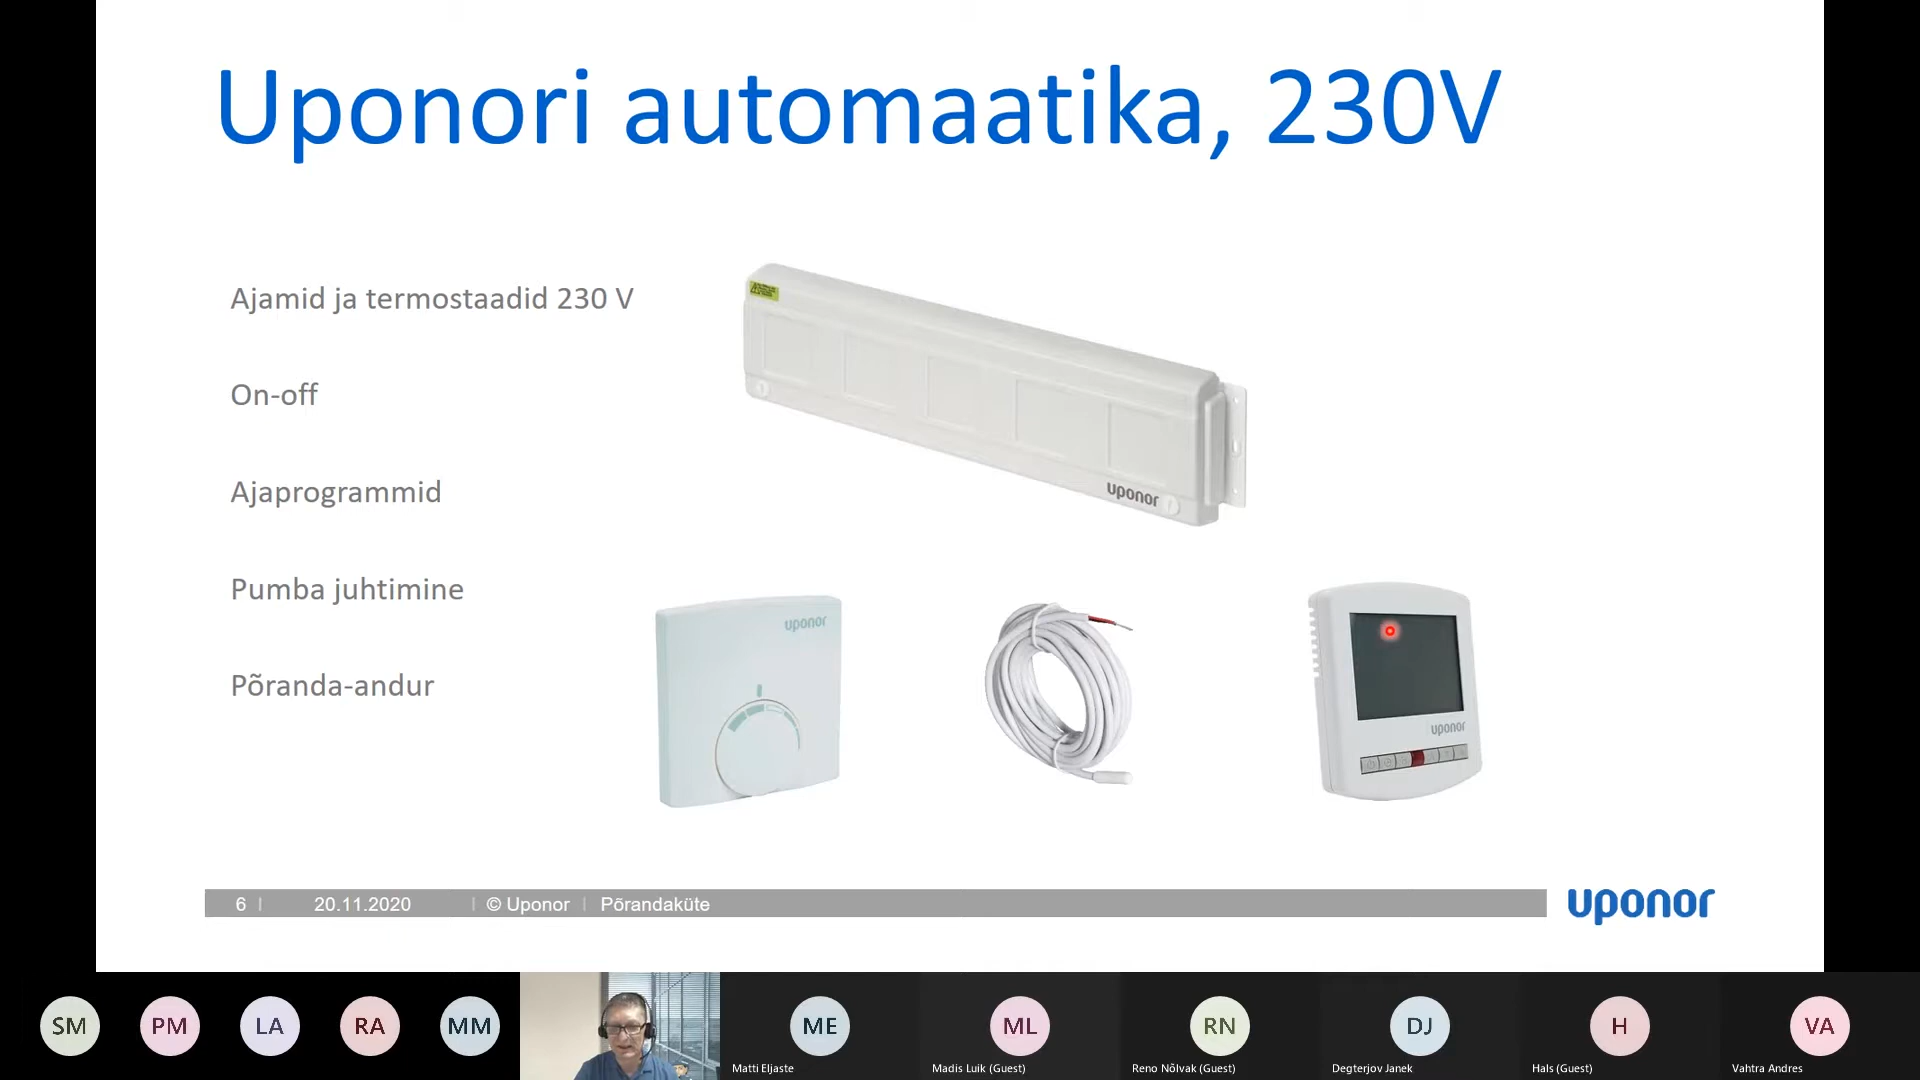 Uponori automaatika, 230V
Ajamid ja termostaadid 230 V
On-off
Ajaprogrammid
Pumba juhtimine
Põranda-andur
uponor
uponor
uponor
6 | 20.11.2020 | © Uponor | Põrandaküte
uponor
SM PM LA RA MM ME ML RN DJ H VA
Matti Eljaste Madis Luik (Guest) Reno Nõlvak (Guest) Degterjov Janek Hals (Guest) Vahtra Andres